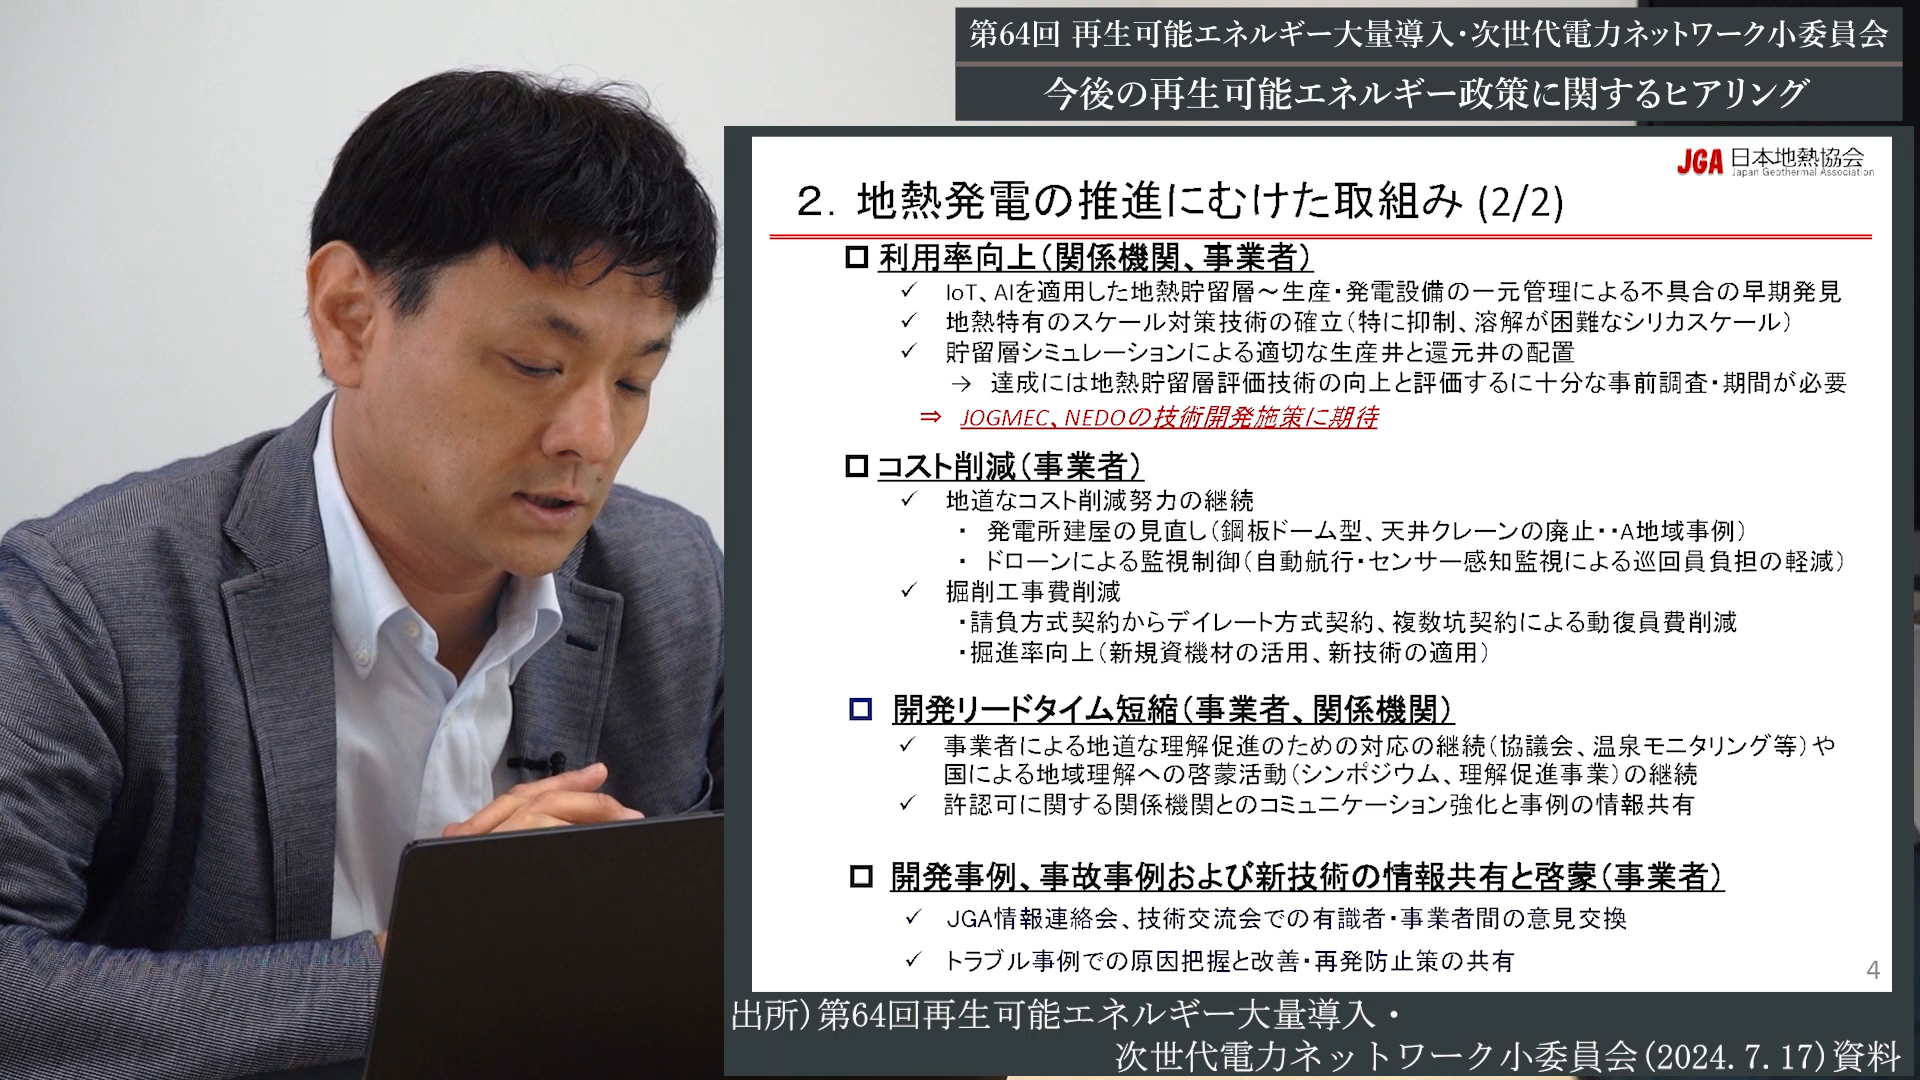 第64回 再生可能エネルギー大量導入・次世代電力ネットワーク小委員会
今後の再生可能エネルギー政策に関するヒアリング
JGA 日本地熱協会
Japan Geothermal Association
２．地熱発電の推進にむけた取組み (2/2)
利用率向上（関係機関、事業者）
✓ IoT、AIを適用した地熱貯留層～生産・発電設備の一元管理による不具合の早期発見
✓ 地熱特有のスケール対策技術の確立（特に抑制、溶解が困難なシリカスケール）
✓ 貯留層シミュレーションによる適切な生産井と還元井の配置
→ 達成には地熱貯留層評価技術の向上と評価するに十分な事前調査・期間が必要
⇒ JOGMEC、NEDOの技術開発施策に期待
コスト削減（事業者）
✓ 地道なコスト削減努力の継続
・ 発電所建屋の見直し（鋼板ドーム型、天井クレーンの廃止・・A地域事例）
・ ドローンによる監視制御（自動航行・センサー感知監視による巡回員負担の軽減）
✓ 掘削工事費削減
・請負方式契約からデイレート方式契約、複数坑契約による動復員費削減
・掘進率向上（新規資機材の活用、新技術の適用）
開発リードタイム短縮（事業者、関係機関）
✓ 事業者による地道な理解促進のための対応の継続（協議会、温泉モニタリング等）や
国による地域理解への啓蒙活動（シンポジウム、理解促進事業）の継続
✓ 許認可に関する関係機関とのコミュニケーション強化と事例の情報共有
開発事例、事故事例および新技術の情報共有と啓蒙（事業者）
✓ JGA情報連絡会、技術交流会での有識者・事業者間の意見交換
✓ トラブル事例での原因把握と改善・再発防止策の共有
4
出所）第64回再生可能エネルギー大量導入・
次世代電力ネットワーク小委員会(2024.7.17)資料